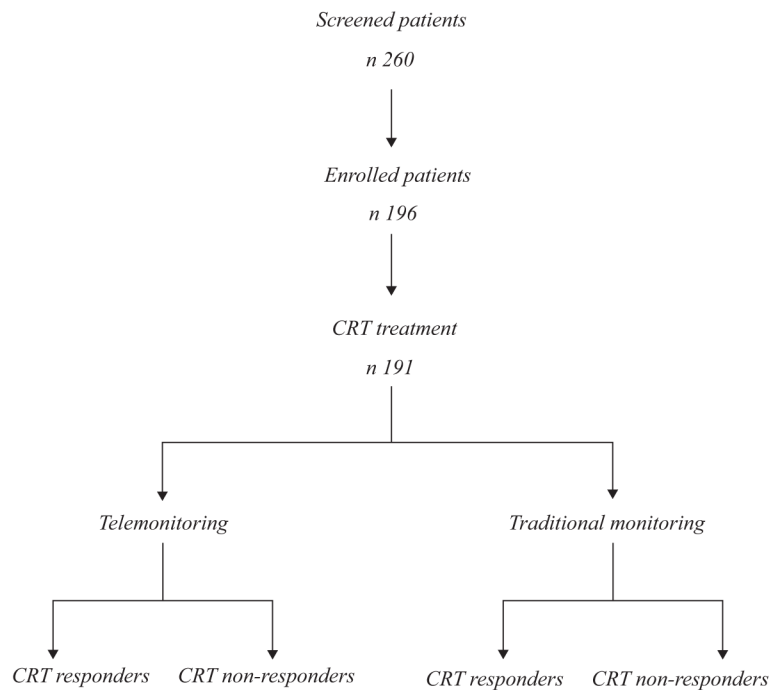 Screened patients
n 260
Enrolled patients
n 196
CRT treatment
n 191
Telemonitoring
Traditional monitoring
CRT responders
CRT non-responders
CRT responders
CRT non-responders